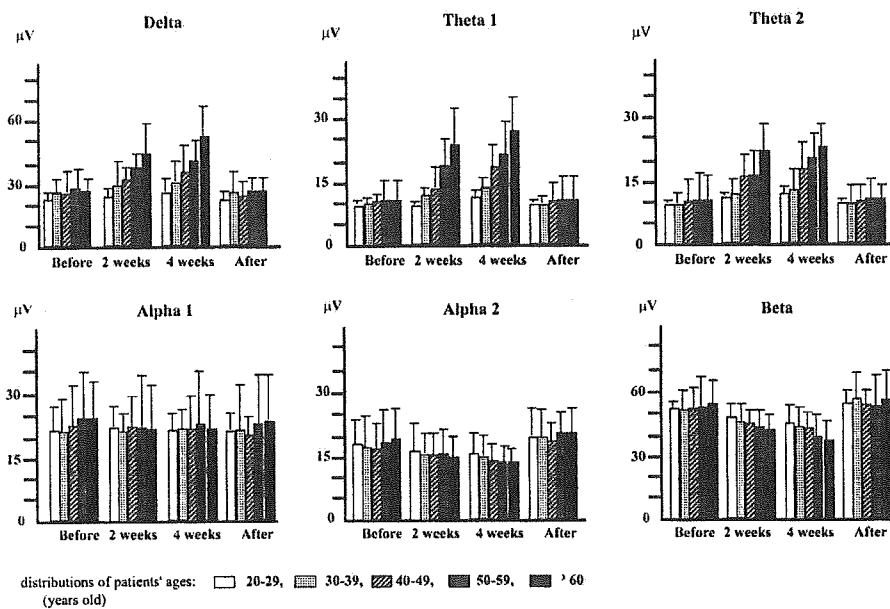 Delta
Theta 1
Theta 2
μV
μV
μV
60
30
0
30
15
0
30
15
0
Before 2 weeks 4 weeks After
Before 2 weeks 4 weeks After
Before 2 weeks 4 weeks After
Alpha 1
Alpha 2
Beta
μV
μV
μV
30
15
0
30
15
0
60
30
0
Before 2 weeks 4 weeks After
Before 2 weeks 4 weeks After
Before 2 weeks 4 weeks After
distributions of patients' ages: 20-29, 30-39, 40-49, 50-59, 60
(years old)